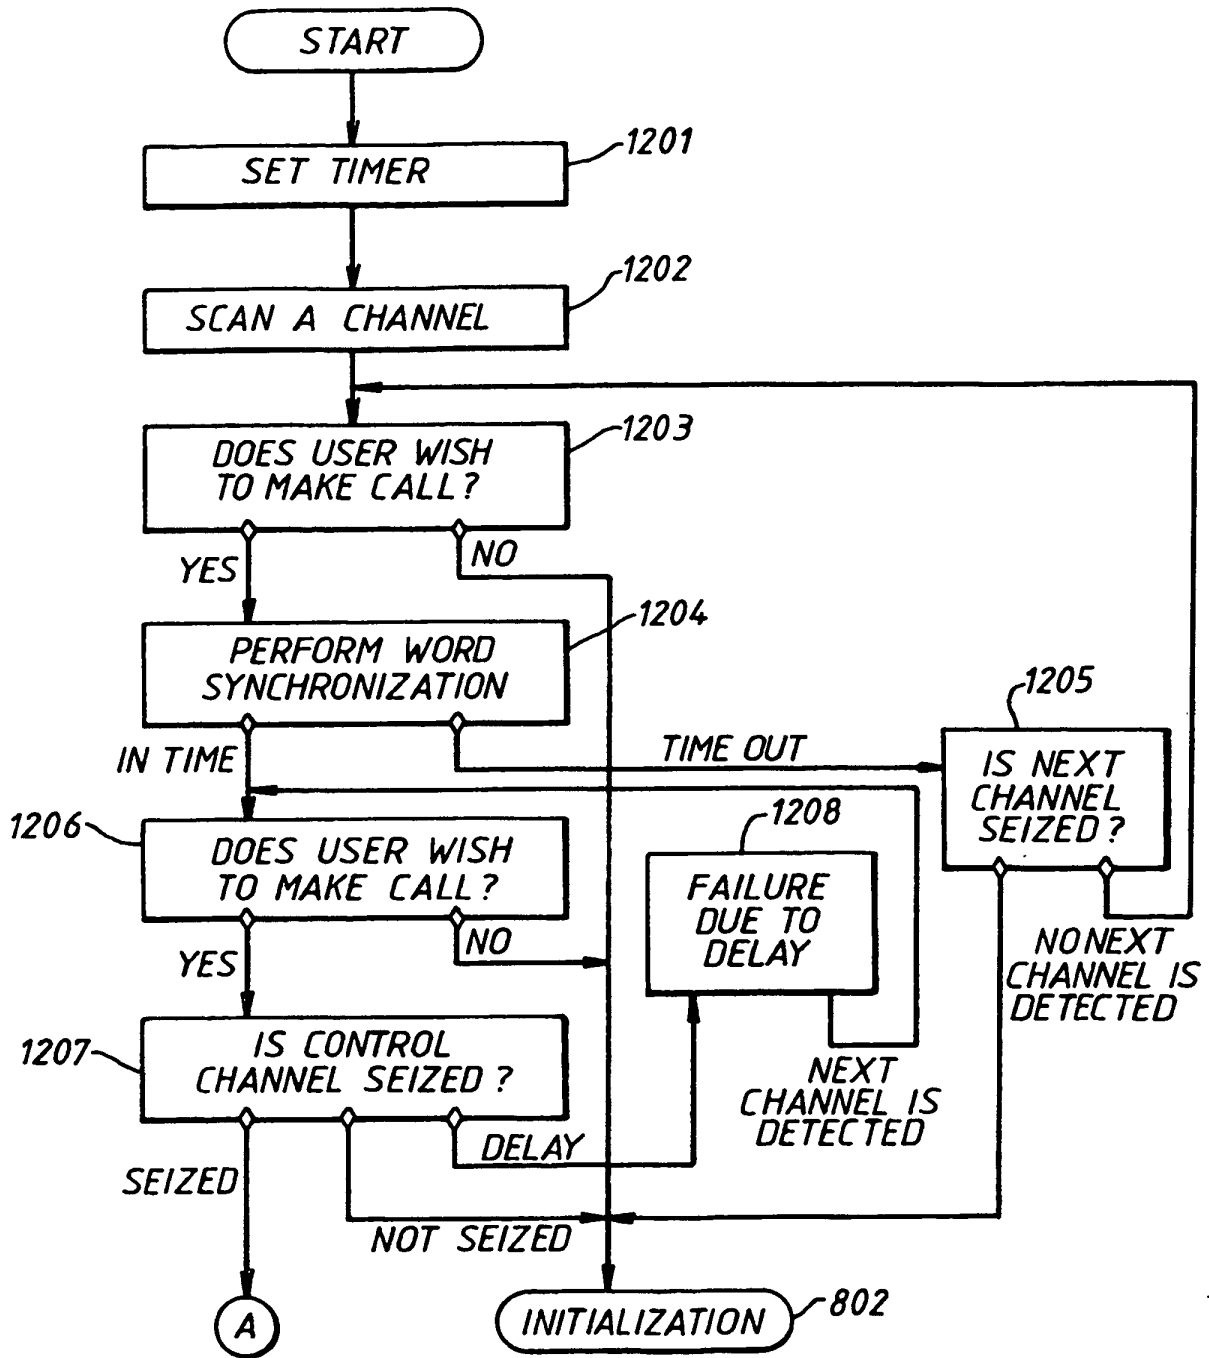 START
1201
SET TIMER
1202
SCAN A CHANNEL
1203
DOES USER WISH
TO MAKE CALL?
YES
NO
1204
PERFORM WORD
SYNCHRONIZATION
IN TIME
TIME OUT
1205
IS NEXT
CHANNEL
SEIZED?
NO NEXT
CHANNEL IS
DETECTED
1206
DOES USER WISH
TO MAKE CALL?
YES
NO
1208
FAILURE
DUE TO
DELAY
NEXT
CHANNEL IS
DETECTED
1207
IS CONTROL
CHANNEL SEIZED?
SEIZED
DELAY
NOT SEIZED
A
INITIALIZATION
802